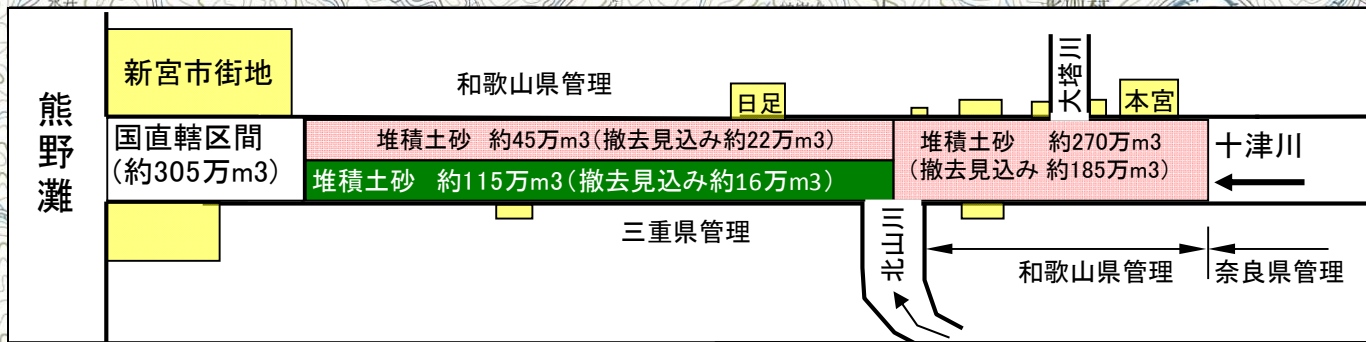 熊野灘
新宮市街地
和歌山県管理
日足
大塔川
本宮
国直轄区間
(約305万m3)
堆積土砂 約45万m3(撤去見込み約22万m3)
堆積土砂 約115万m3(撤去見込み約16万m3)
堆積土砂 約270万m3
(撤去見込み 約185万m3)
十津川
三重県管理
北山川
和歌山県管理
奈良県管理